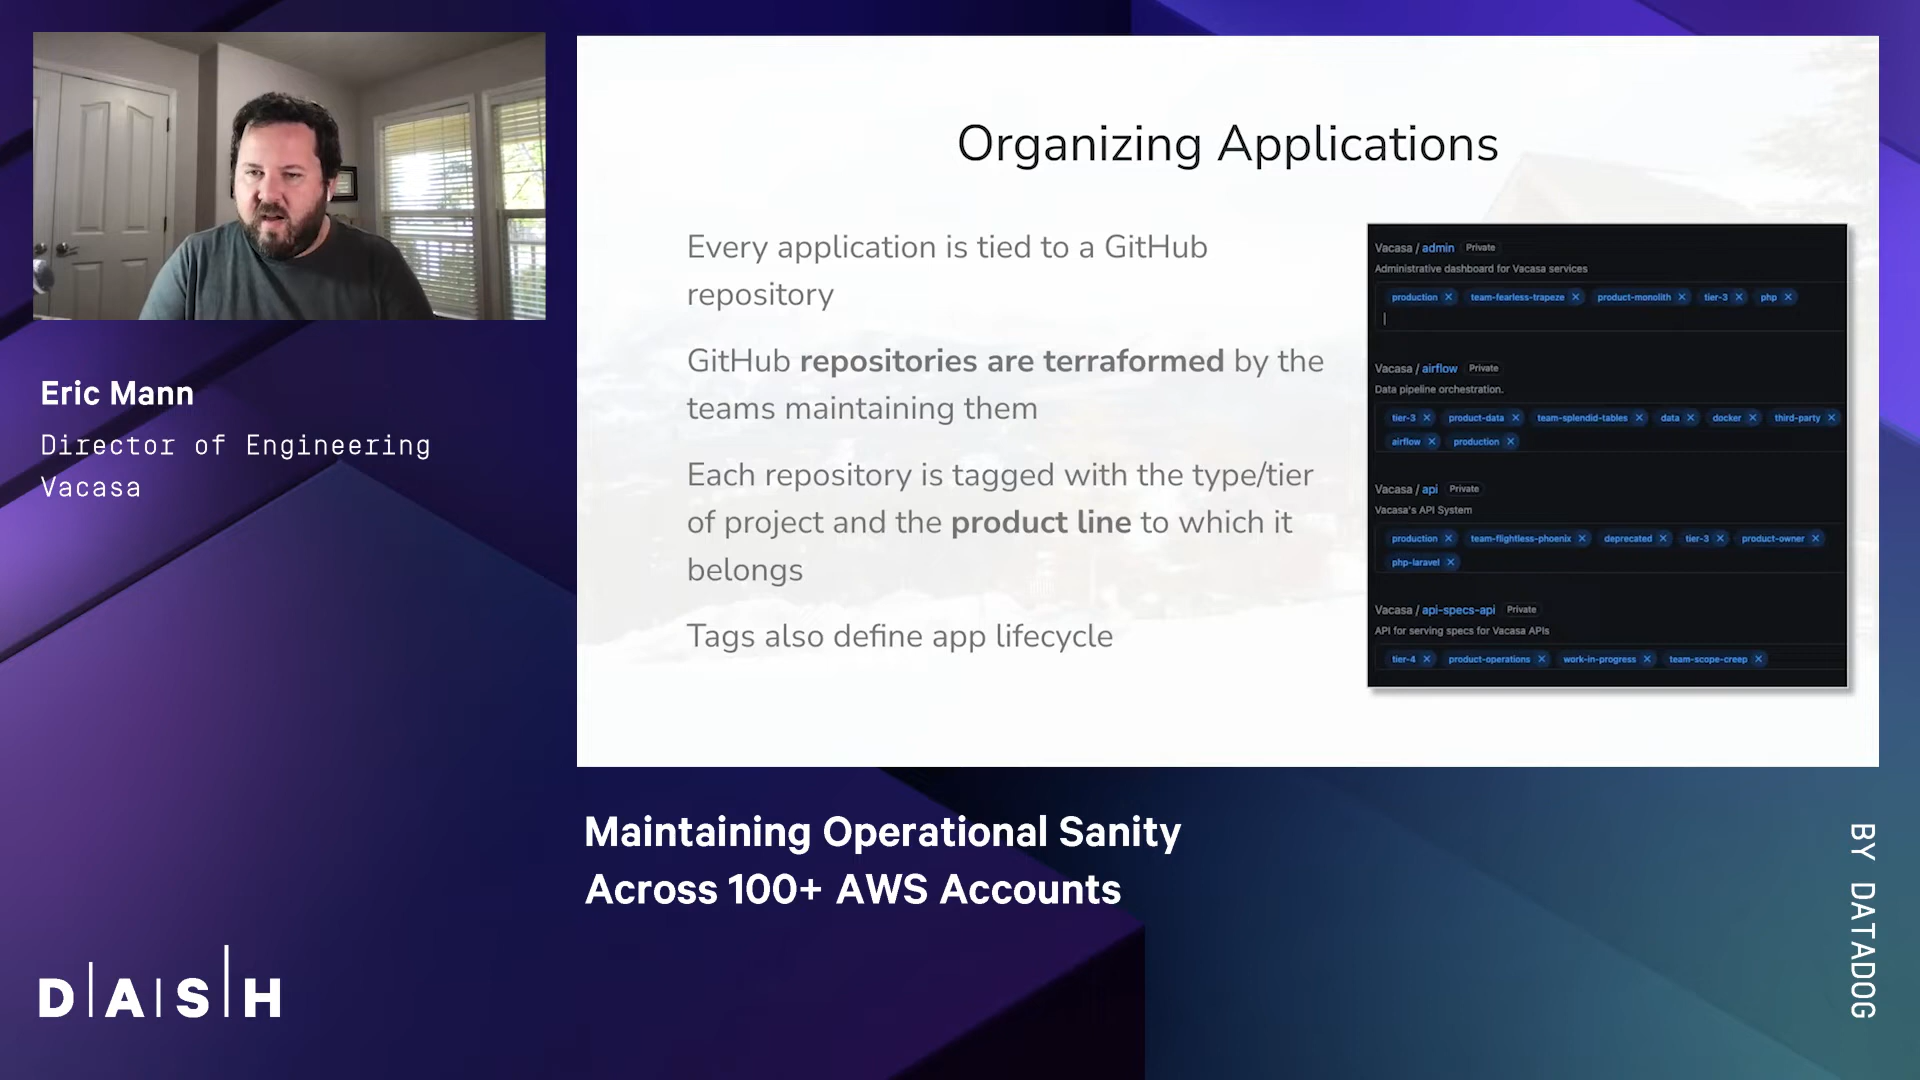 Organizing Applications
Every application is tied to a GitHub
repository
GitHub repositories are terraformed by the
teams maintaining them
Each repository is tagged with the type/tier
of project and the product line to which it
belongs
Tags also define app lifecycle
Vacasa / admin Private
Administrative dashboard for Vacasa services
production × team-fearless-trapeze × product-monolith × tier-3 × php ×
Vacasa / airflow Private
Data pipeline orchestration.
tier-3 × product-data × team-splendid-tables × data × docker × third-party ×
airflow × production ×
Vacasa / api Private
Vacasa's API System
production × team-flightless-phoenix × deprecated × tier-3 × product-owner ×
php-laravel ×
Vacasa / api-specs-api Private
API for serving specs for Vacasa APIs
tier-4 × product-operations × work-in-progress × team-scope-creep ×
Eric Mann
Director of Engineering
Vacasa
Maintaining Operational Sanity
Across 100+ AWS Accounts
DASH
BY DATADOG